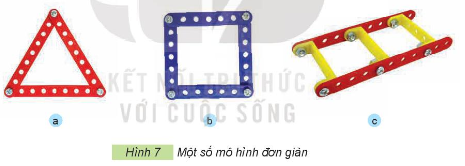 KẾT NỐI TRI THỨC
VỚI CUỘC SỐNG
a
b
c
Hình 7 Một số mô hình đơn giản